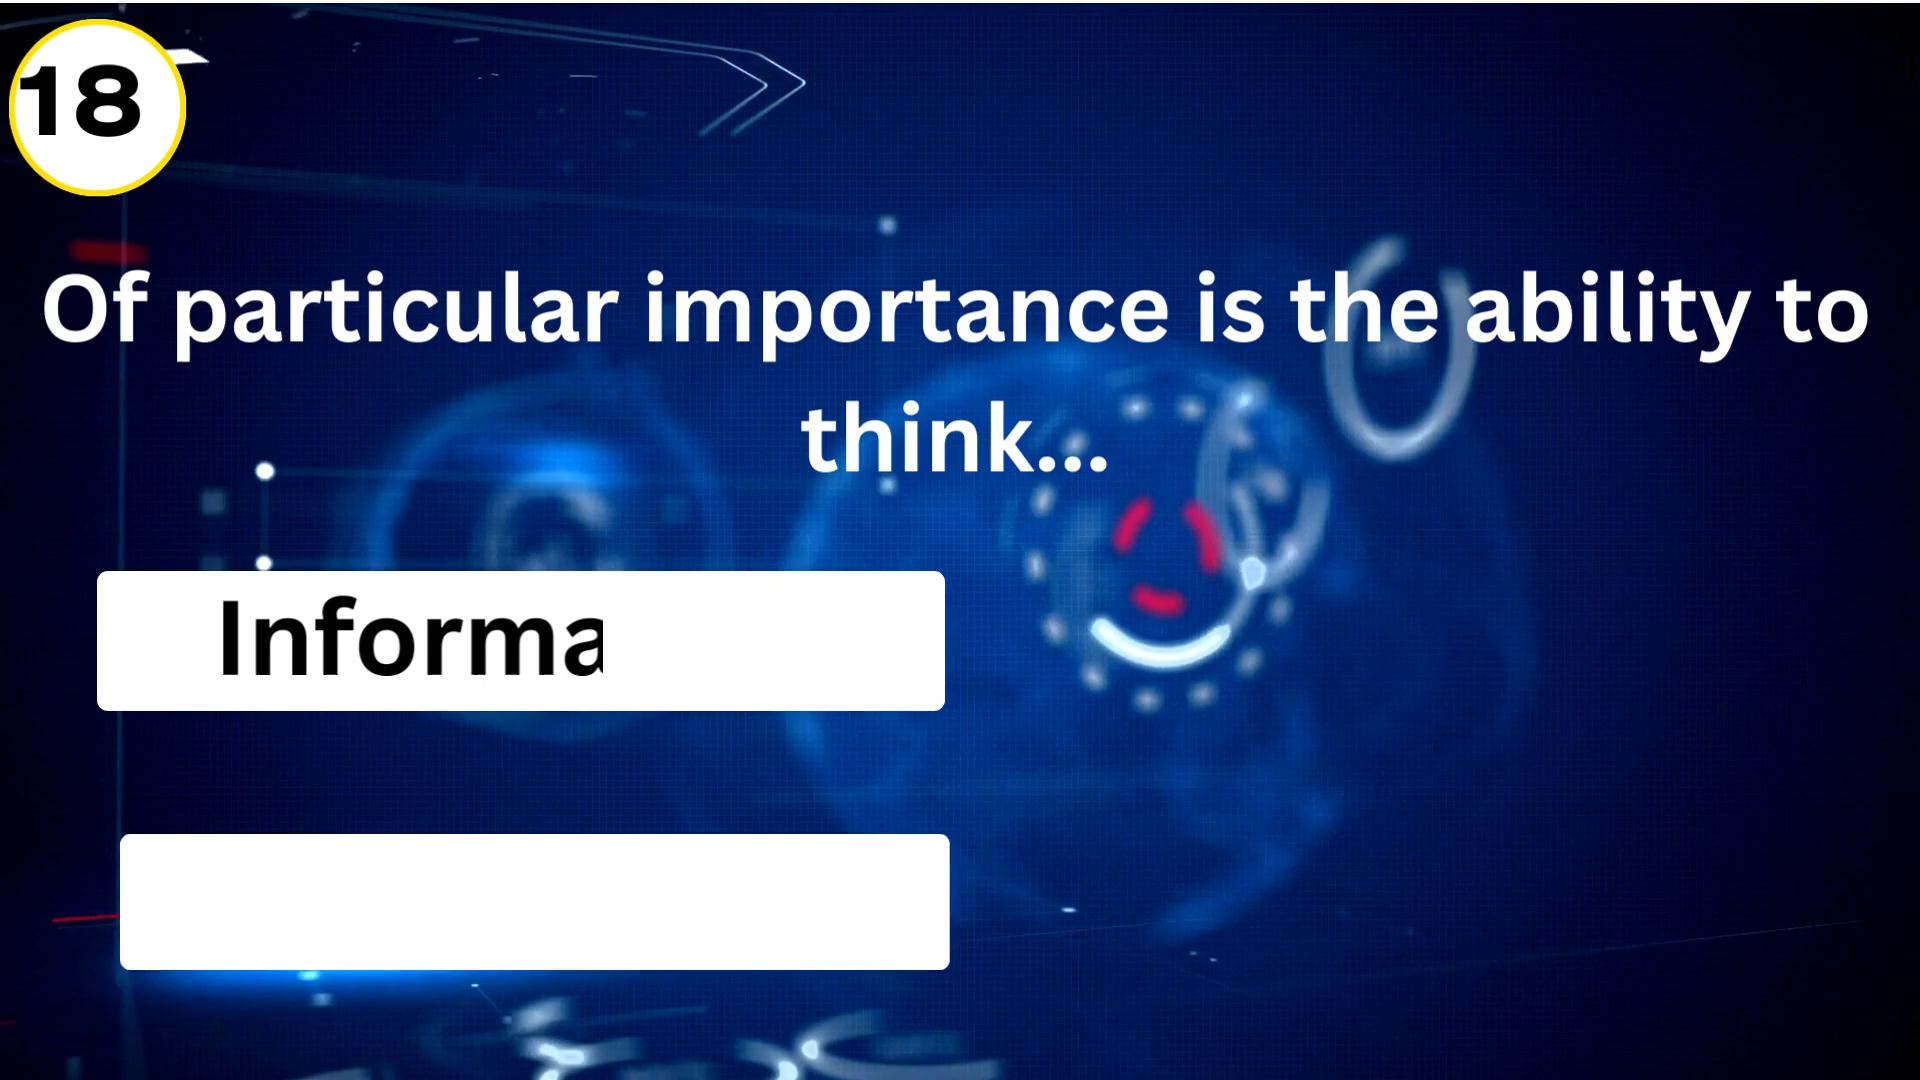 18
Of particular importance is the ability to
think...
Informa